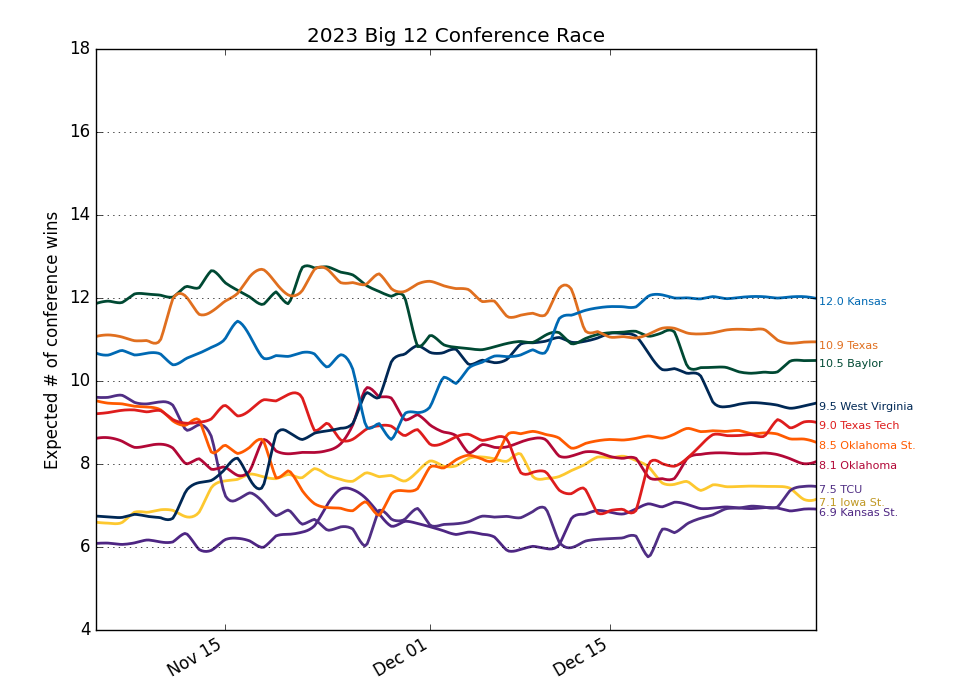 2023 Big 12 Conference Race
Expected # of conference wins
18
16
14
12
10
8
6
4
Nov 15
Dec 01
Dec 15
12.0 Kansas
10.9 Texas
10.5 Baylor
9.5 West Virginia
9.0 Texas Tech
8.5 Oklahoma St.
8.1 Oklahoma
7.5 TCU
7.1 Iowa St.
6.9 Kansas St.